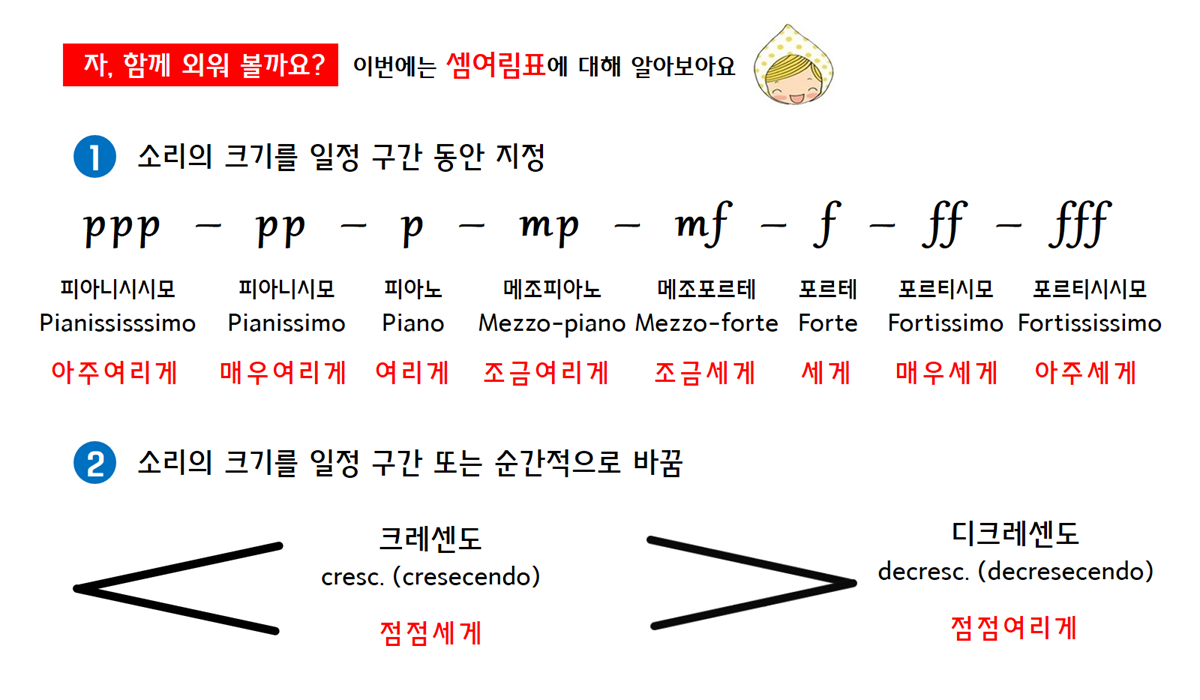 자, 함께 외워 볼까요? 이번에는 셈여림표에 대해 알아보아요
1 소리의 크기를 일정 구간 동안 지정
ppp – pp – p – mp – mf – f – ff – fff
피아니시시모 피아니시모 피아노 메조피아노 메조포르테 포르테 포르티시모 포르티시시모
Pianississsimo Pianissimo Piano Mezzo-piano Mezzo-forte Forte Fortissimo Fortississimo
아주여리게 매우여리게 여리게 조금여리게 조금세게 세게 매우세게 아주세게
2 소리의 크기를 일정 구간 또는 순간적으로 바꿈
크레센도
cresc. (cresecendo)
점점세게
디크레센도
decresc. (decresecendo)
점점여리게